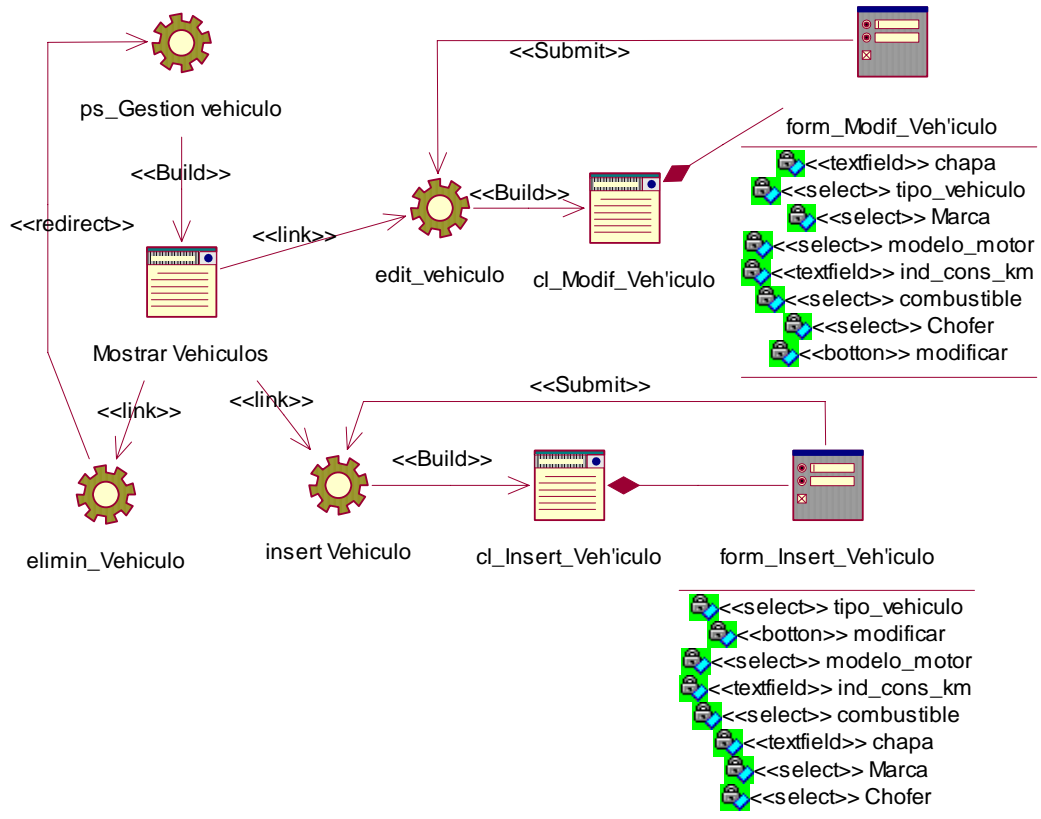 <<Submit>>
ps_Gestion vehiculo
form_Modif_Veh'iculo
<<textfield>> chapa
<<Build>>
<<Build>>
<<select>> tipo_vehiculo
<<redirect>>
<<link>>
<<select>> Marca
<<select>> modelo_motor
edit_vehiculo
cl_Modif_Veh'iculo
<<textfield>> ind_cons_km
<<select>> combustible
<<select>> Chofer
Mostrar Vehiculos
<<botton>> modificar
<<Submit>>
<<link>>
<<link>>
<<Build>>
elimin_Vehiculo
insert Vehiculo
cl_Insert_Veh'iculo
form_Insert_Veh'iculo
<<select>> tipo_vehiculo
<<botton>> modificar
<<select>> modelo_motor
<<textfield>> ind_cons_km
<<select>> combustible
<<textfield>> chapa
<<select>> Marca
<<select>> Chofer